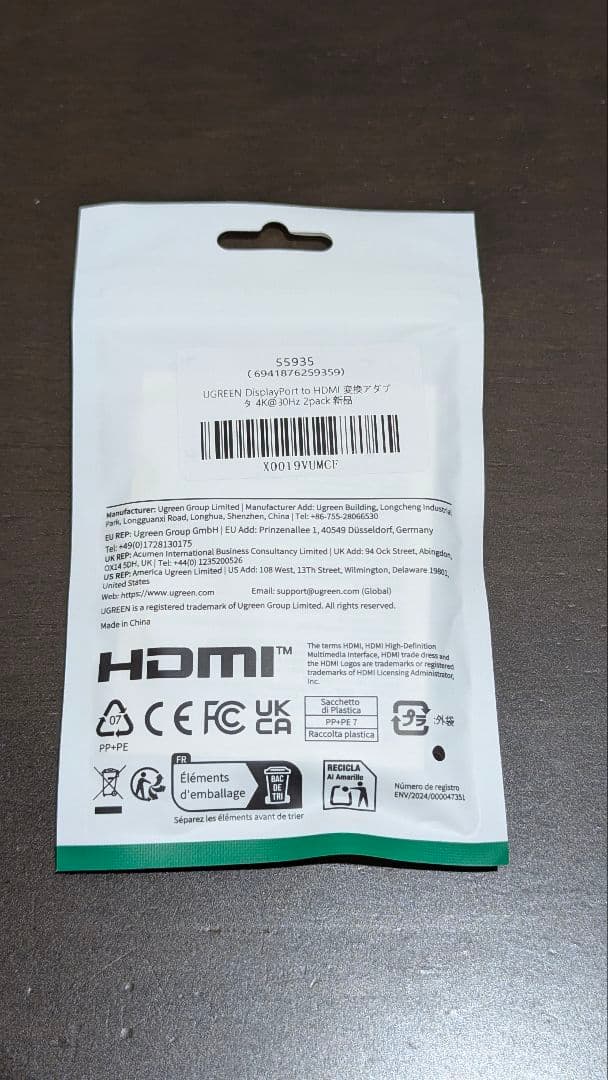 55935
(6941876259359)
UGREEN DisplayPort to HDMI 変換アダプ
タ 4K@30Hz 2pack 新品
X0019VUMCF
Manufacturer: Ugreen Group Limited | Manufacturer Add: Ugreen Building, Longcheng Industrial
Park, Longguanxi Road, Longhua, Shenzhen, China | Tel: +86-755-28066530
EU REP: Ugreen Group GmbH | EU Add: Prinzenallee 1, 40549 Düsseldorf, Germany
Tel: +49(0)1728130175
UK REP: Acumen International Business Consultancy Limited | UK Add: 94 Ock Street, Abingdon,
OX14 5DH, UK | Tel: +44(0) 1235200526
US REP: America Ugreen Limited | US Add: 108 West, 13Th Street, Wilmington, Delaware 19801,
United States
Web: https://www.ugreen.com Email: support@ugreen.com (Global)
UGREEN is a registered trademark of Ugreen Group Limited. All rights reserved.
Made in China
HDMI™
The terms HDMI, HDMI High-Definition
Multimedia Interface, HDMI trade dress and
the HDMI Logos are trademarks or registered
trademarks of HDMI Licensing Administrator,
Inc.
07
PP+PE
CE FC UK
CA
Sacchetto
di Plastica
PP+PE 7
Raccolta plastica
プラ :外袋
FR
Éléments
d'emballage
BAC
DE
TRI
Séparez les éléments avant de trier
RECICLA
Al Amarillo
Número de registro
ENV/2024/000047351